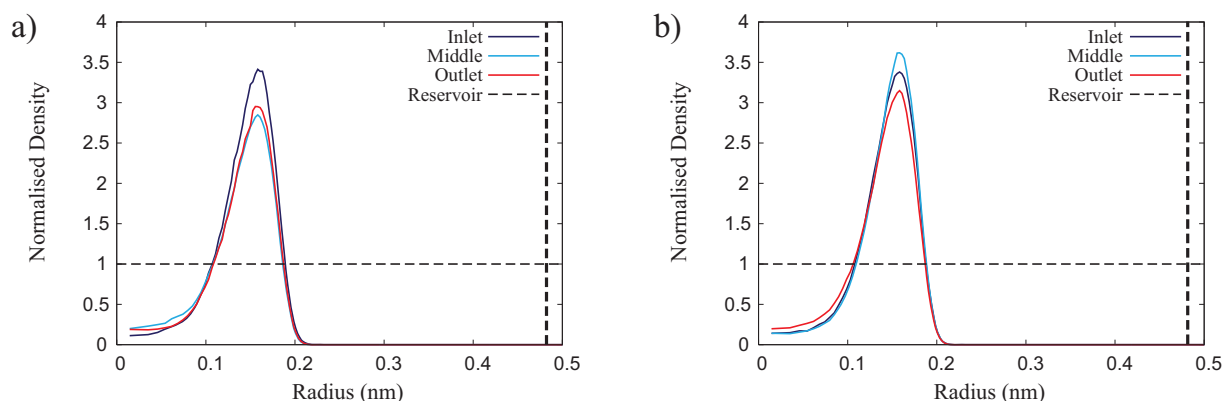 a)
Normalised Density
4
3.5
3
2.5
2
1.5
1
0.5
0
Inlet
Middle
Outlet
Reservoir
0 0.1 0.2 0.3 0.4 0.5
Radius (nm)
b)
Normalised Density
4
3.5
3
2.5
2
1.5
1
0.5
0
Inlet
Middle
Outlet
Reservoir
0 0.1 0.2 0.3 0.4 0.5
Radius (nm)